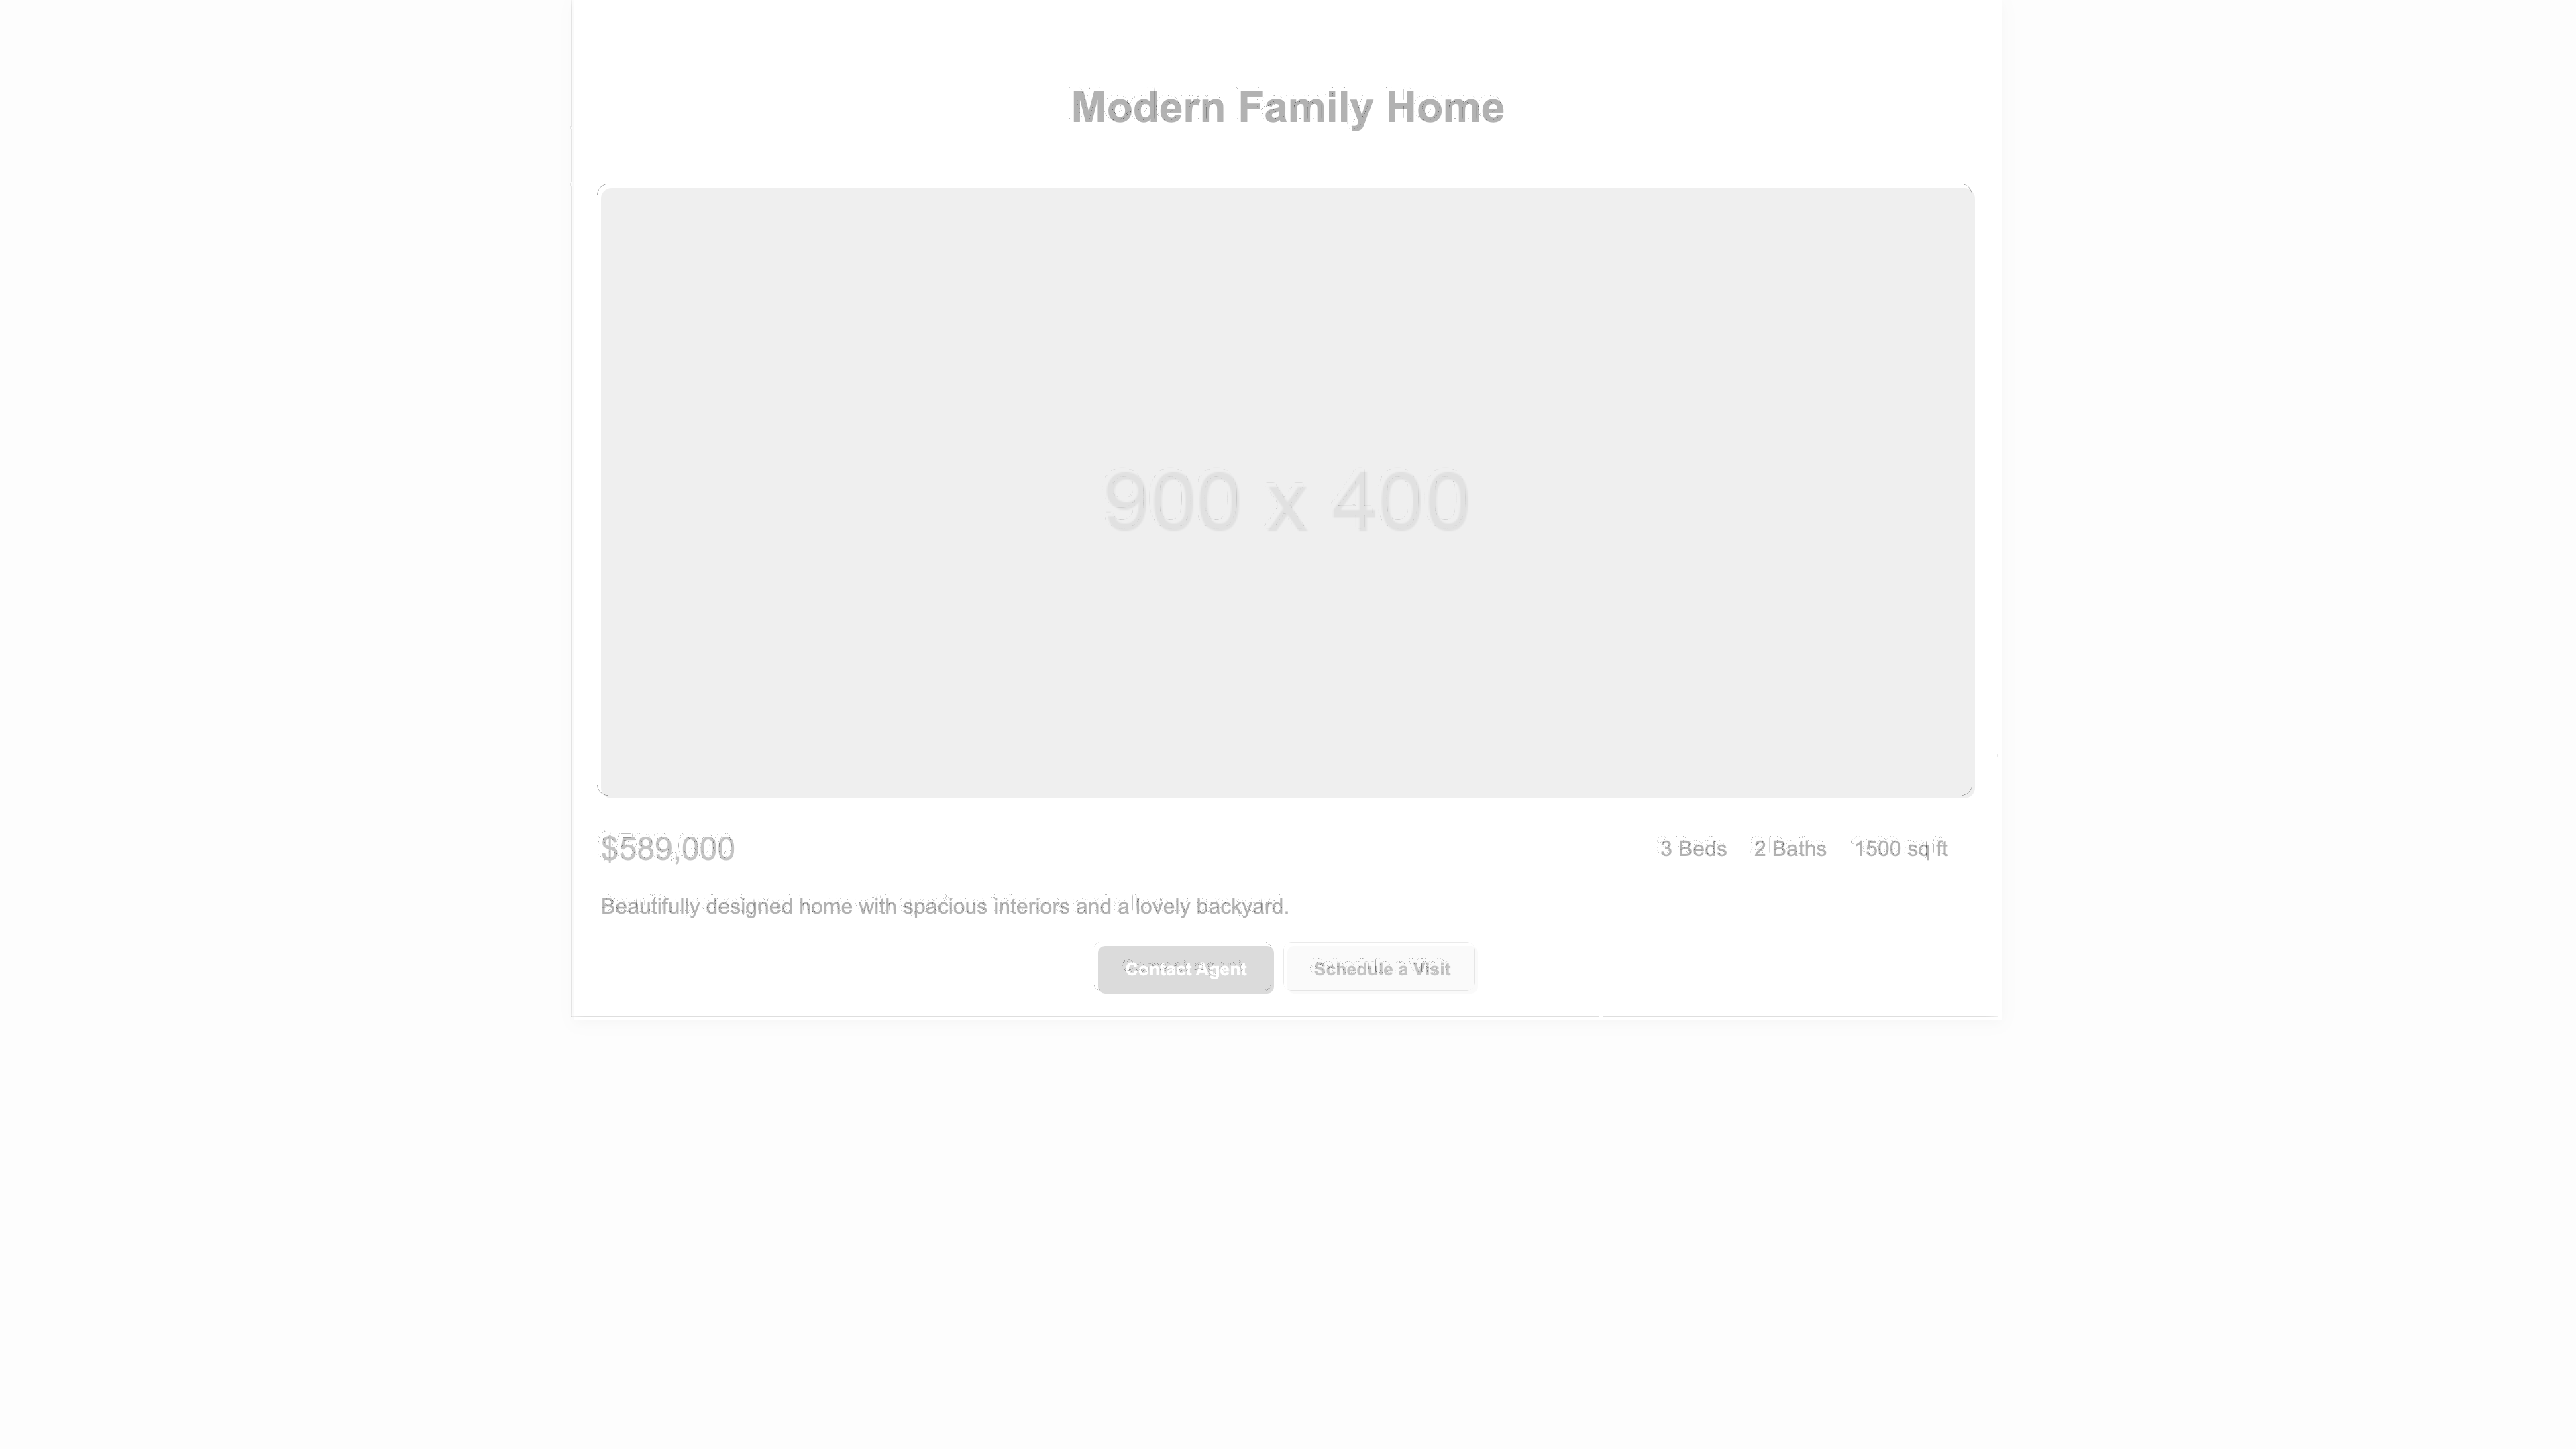 Modern Family Home
900 x 400
$589,000 3 Beds 2 Baths 1500 sq ft
Beautifully designed home with spacious interiors and a lovely backyard.
Contact Agent Schedule a Visit